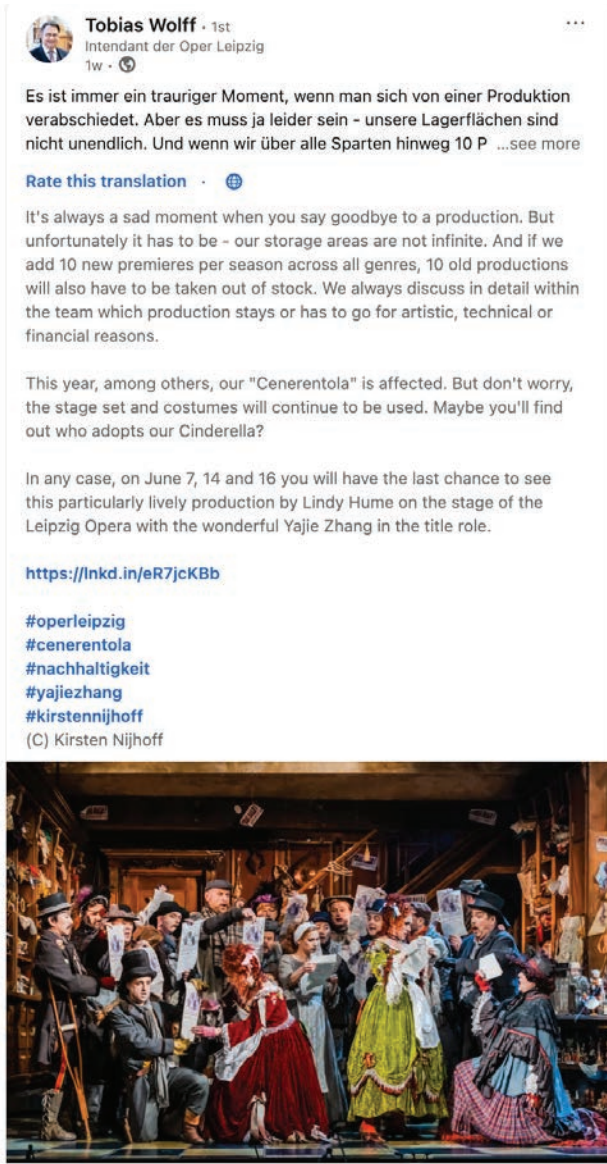 Tobias Wolff · 1st
Intendant der Oper Leipzig
1w ·
Es ist immer ein trauriger Moment, wenn man sich von einer Produktion
verabschiedet. Aber es muss ja leider sein - unsere Lagerflächen sind
nicht unendlich. Und wenn wir über alle Sparten hinweg 10 P ...see more
Rate this translation ·
It's always a sad moment when you say goodbye to a production. But
unfortunately it has to be - our storage areas are not infinite. And if we
add 10 new premieres per season across all genres, 10 old productions
will also have to be taken out of stock. We always discuss in detail within
the team which production stays or has to go for artistic, technical or
financial reasons.
This year, among others, our "Cenerentola" is affected. But don't worry,
the stage set and costumes will continue to be used. Maybe you'll find
out who adopts our Cinderella?
In any case, on June 7, 14 and 16 you will have the last chance to see
this particularly lively production by Lindy Hume on the stage of the
Leipzig Opera with the wonderful Yajie Zhang in the title role.
https://lnkd.in/eR7jcKBb
#operleipzig
#cenerentola
#nachhaltigkeit
#yajiezhang
#kirstennijhoff
(C) Kirsten Nijhoff